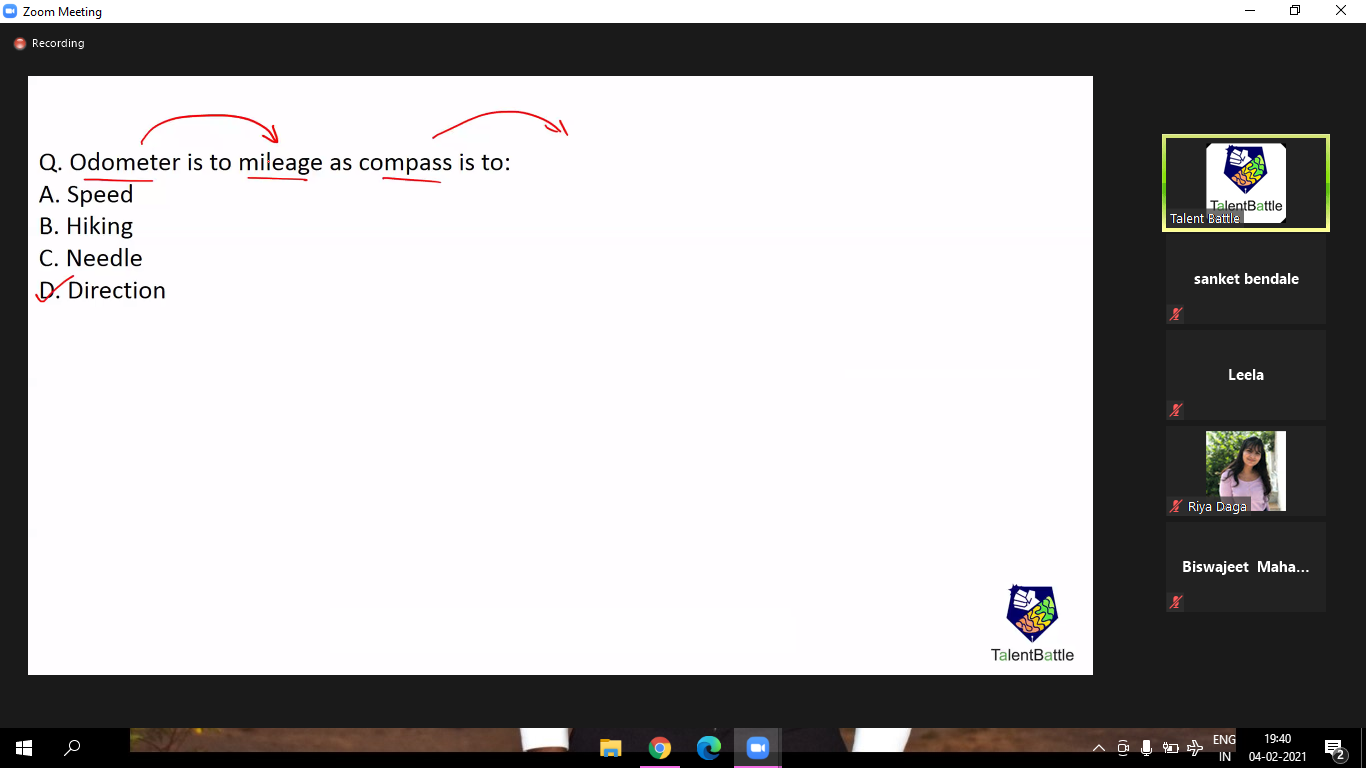 Zoom Meeting
Recording
Q. Odometer is to mileage as compass is to:
A. Speed
B. Hiking
C. Needle
D. Direction
TalentBattle
TalentBattle
Talent Battle
sanket bendale
Leela
Riya Daga
Biswajeet Maha...
ENG
IN
19:40
04-02-2021
2